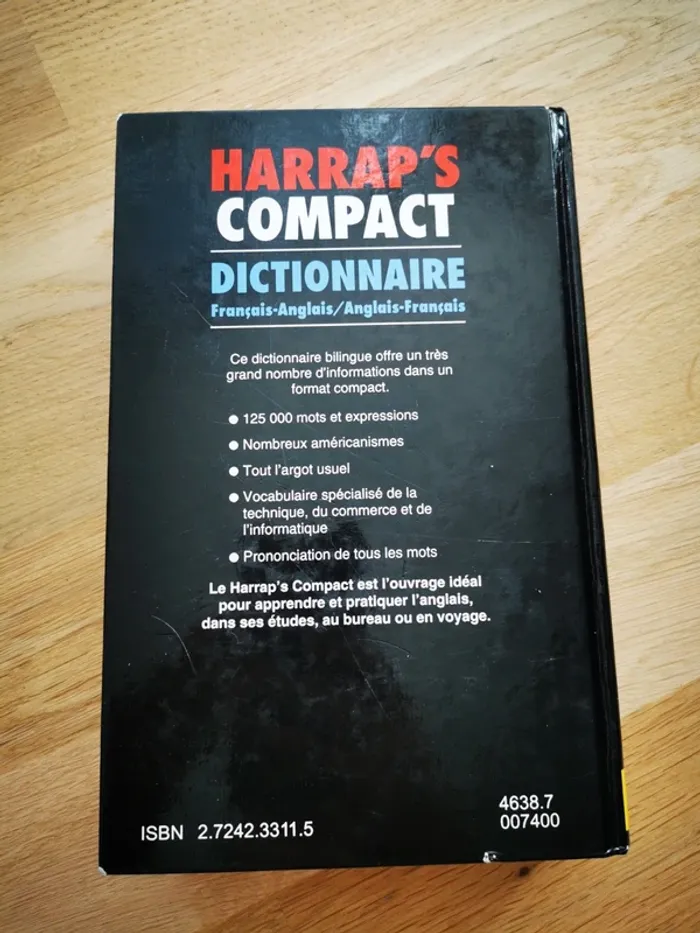 HARRAP'S
COMPACT
DICTIONNAIRE
Français-Anglais/Anglais-Français
Ce dictionnaire bilingue offre un très
grand nombre d'informations dans un
format compact.
● 125 000 mots et expressions
● Nombreux américanismes
● Tout l'argot usuel
● Vocabulaire spécialisé de la
technique, du commerce et de
l'informatique
● Prononciation de tous les mots
Le Harrap's Compact est l'ouvrage idéal
pour apprendre et pratiquer l'anglais,
dans ses études, au bureau ou en voyage.
4638.7
ISBN 2.7242.3311.5
007400